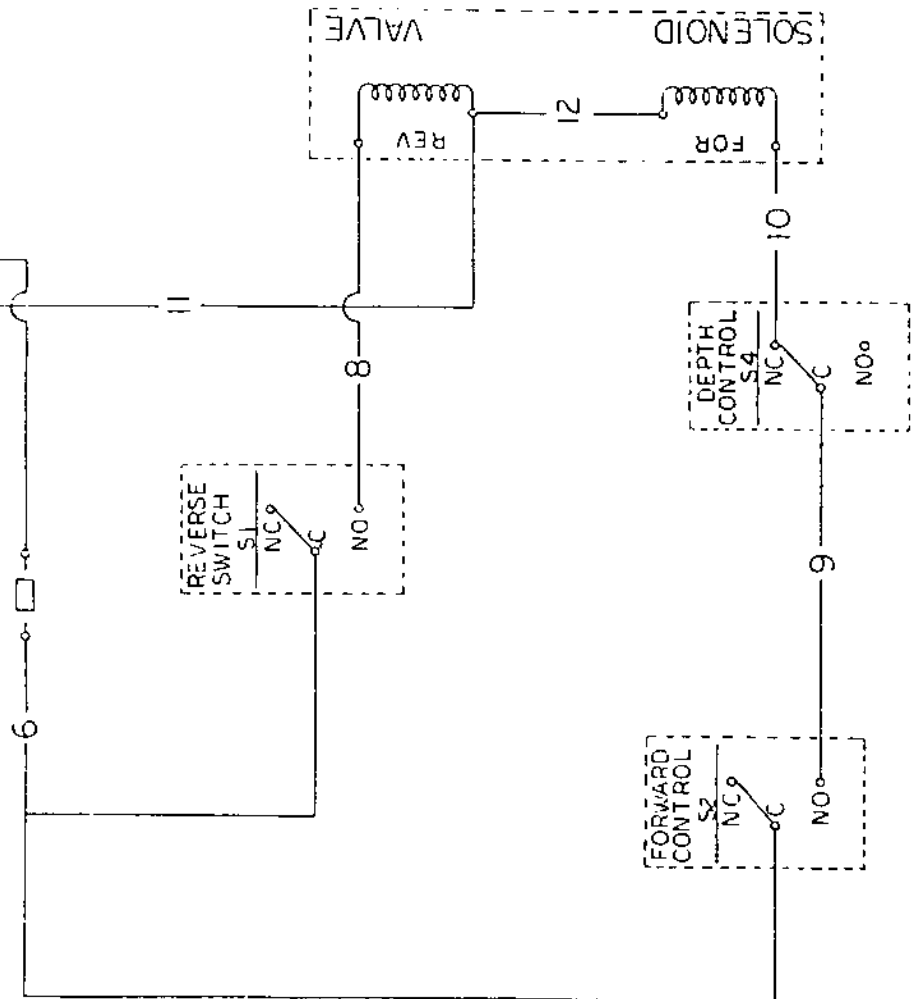 SOLENOID VALVE
REV
FOR
12
10
11
8
DEPTH
CONTROL
S4
NC
C
NO
REVERSE
SWITCH
S1
NC
C
NO
9
6
FORWARD
CONTROL
S2
NC
C
NO